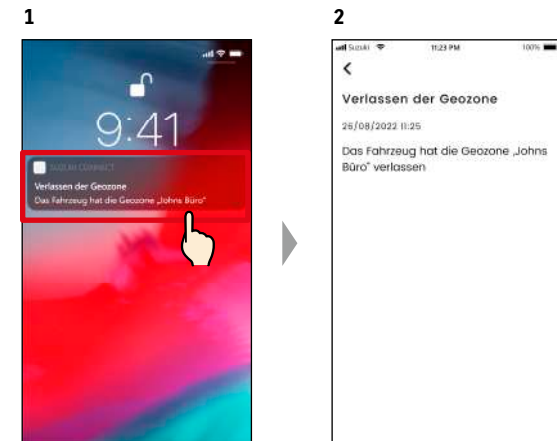 1
2
9:41
SUZUKI CONNECT
Verlassen der Geozone
Das Fahrzeug hat die Geozone „Johns Büro“
Suzuki 11:23 PM 100%
Verlassen der Geozone
26/08/2022 11:25
Das Fahrzeug hat die Geozone „Johns
Büro“ verlassen